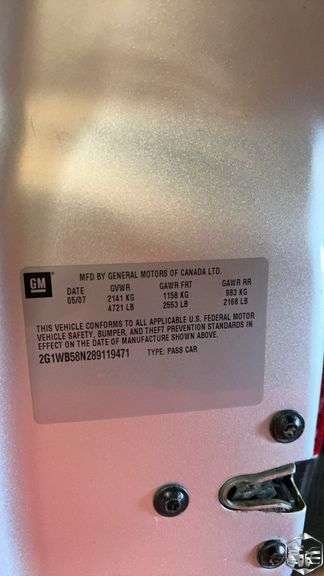 GM
MFD BY GENERAL MOTORS OF CANADA LTD.
DATE GVWR GAWR FRT GAWR RR
05/07 2141 KG 1158 KG 983 KG
4721 LB 2553 LB 2168 LB
THIS VEHICLE CONFORMS TO ALL APPLICABLE U.S. FEDERAL MOTOR
VEHICLE SAFETY, BUMPER, AND THEFT PREVENTION STANDARDS IN
EFFECT ON THE DATE OF MANUFACTURE SHOWN ABOVE.
2G1WB58N289119471 TYPE: PASS CAR